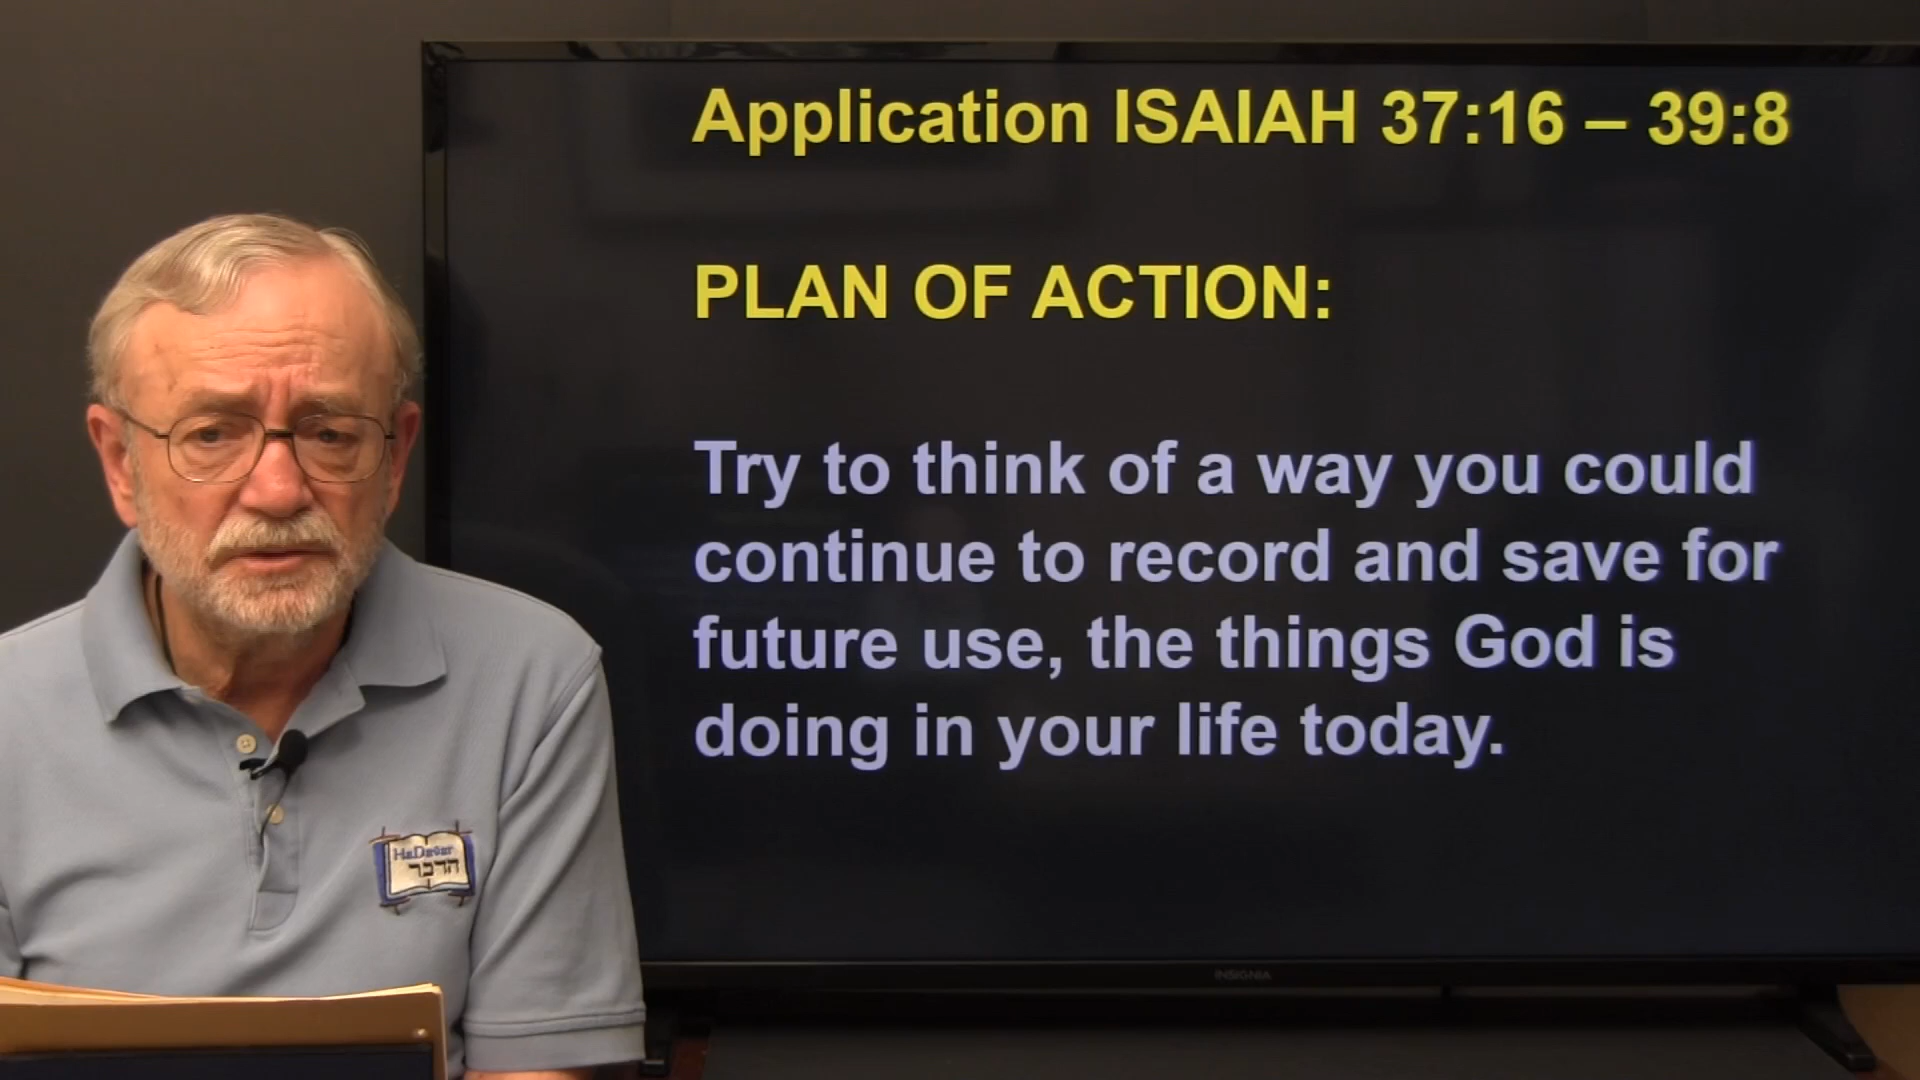 Application ISAIAH 37:16 – 39:8
PLAN OF ACTION:
Try to think of a way you could
continue to record and save for
future use, the things God is
doing in your life today.
HaDavar
הדבר
INSIGNIA